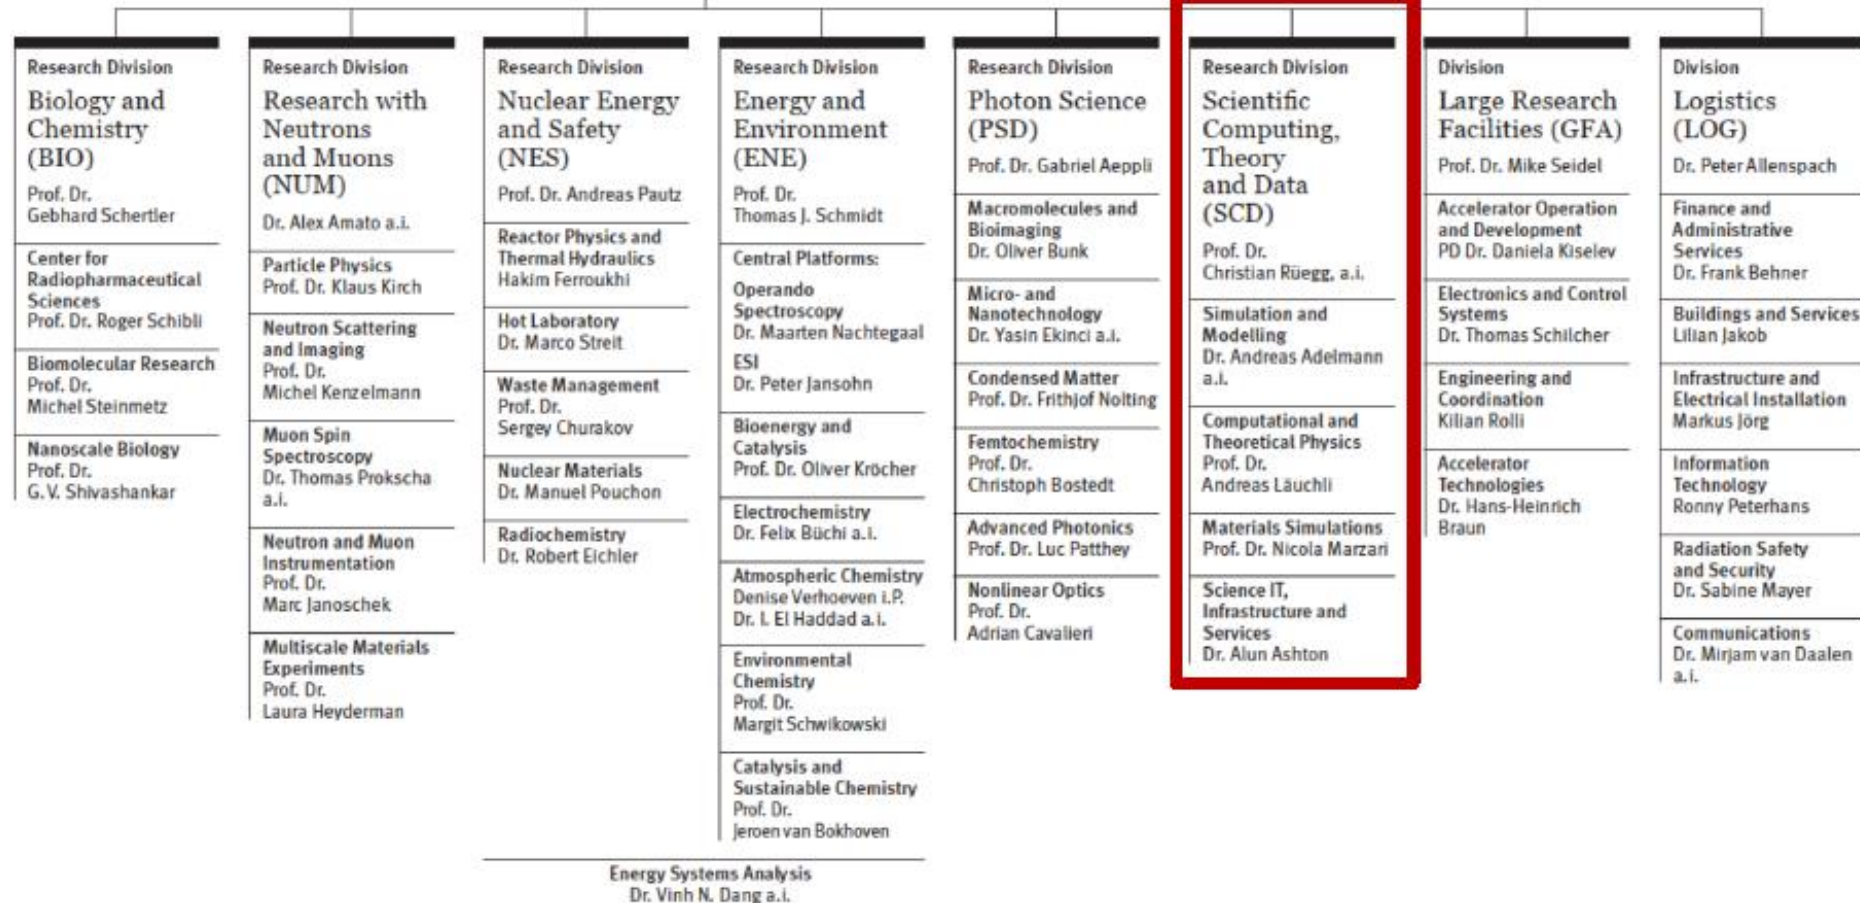 Research Division
Biology and
Chemistry
(BIO)
Prof. Dr.
Gebhard Schertler
Center for
Radiopharmaceutical
Sciences
Prof. Dr. Roger Schibli
Biomolecular Research
Prof. Dr.
Michel Steinmetz
Nanoscale Biology
Prof. Dr.
G. V. Shivashankar
Research Division
Research with
Neutrons
and Muons
(NUM)
Dr. Alex Amato a.i.
Particle Physics
Prof. Dr. Klaus Kirch
Neutron Scattering
and Imaging
Prof. Dr.
Michel Kenzelmann
Muon Spin
Spectroscopy
Dr. Thomas Prokscha
a.i.
Neutron and Muon
Instrumentation
Prof. Dr.
Marc Janoschek
Multiscale Materials
Experiments
Prof. Dr.
Laura Heyderman
Research Division
Nuclear Energy
and Safety
(NES)
Prof. Dr. Andreas Pautz
Reactor Physics and
Thermal Hydraulics
Hakim Ferroukhi
Hot Laboratory
Dr. Marco Streit
Waste Management
Prof. Dr.
Sergey Churakov
Nuclear Materials
Dr. Manuel Pouchon
Radiochemistry
Dr. Robert Eichler
Research Division
Energy and
Environment
(ENE)
Prof. Dr.
Thomas J. Schmidt
Central Platforms:
Operando
Spectroscopy
Dr. Maarten Nachtegaal
ESI
Dr. Peter Jansohn
Bioenergy and
Catalysis
Prof. Dr. Oliver Kröcher
Electrochemistry
Dr. Felix Büchi a.i.
Atmospheric Chemistry
Denise Verhoeven i.P.
Dr. I. El Haddad a.i.
Environmental
Chemistry
Prof. Dr.
Margit Schwikowski
Catalysis and
Sustainable Chemistry
Prof. Dr.
Jeroen van Bokhoven
Energy Systems Analysis
Dr. Vinh N. Dang a.i.
Research Division
Photon Science
(PSD)
Prof. Dr. Gabriel Aeppli
Macromolecules and
Bioimaging
Dr. Oliver Bunk
Micro- and
Nanotechnology
Dr. Yasin Ekinci a.i.
Condensed Matter
Prof. Dr. Frithjof Nolting
Femtochemistry
Prof. Dr.
Christoph Bostedt
Advanced Photonics
Prof. Dr. Luc Patthey
Nonlinear Optics
Prof. Dr.
Adrian Cavalieri
Research Division
Scientific
Computing,
Theory
and Data
(SCD)
Prof. Dr.
Christian Rüegg, a.i.
Simulation and
Modelling
Dr. Andreas Adelmann
a.i.
Computational and
Theoretical Physics
Prof. Dr.
Andreas Läuchli
Materials Simulations
Prof. Dr. Nicola Marzari
Science IT,
Infrastructure and
Services
Dr. Alun Ashton
Division
Large Research
Facilities (GFA)
Prof. Dr. Mike Seidel
Accelerator Operation
and Development
PD Dr. Daniela Kiselev
Electronics and Control
Systems
Dr. Thomas Schilcher
Engineering and
Coordination
Kilian Rolli
Accelerator
Technologies
Dr. Hans-Heinrich
Braun
Division
Logistics
(LOG)
Dr. Peter Allenspach
Finance and
Administrative
Services
Dr. Frank Behner
Buildings and Services
Lilian Jakob
Infrastructure and
Electrical Installation
Markus Jörg
Information
Technology
Ronny Peterhans
Radiation Safety
and Security
Dr. Sabine Mayer
Communications
Dr. Mirjam van Daalen
a.i.